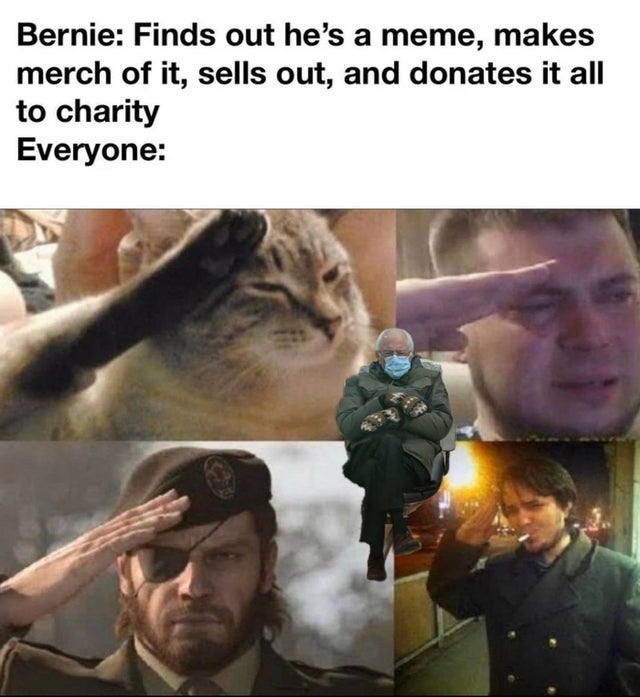 Bernie: Finds out he’s a meme, makes
merch of it, sells out, and donates it all
to charity
Everyone: